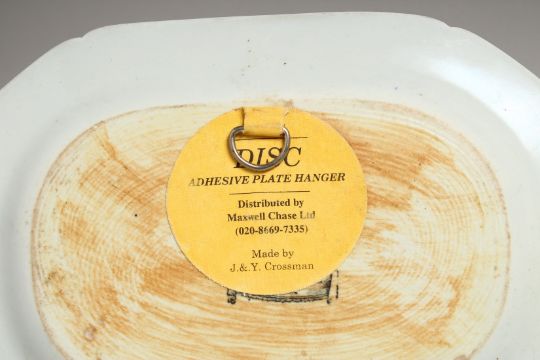 DISC
ADHESIVE PLATE HANGER
Distributed by
Maxwell Chase Ltd
(020-8669-7335)
Made by
J.&.Y. Crossman